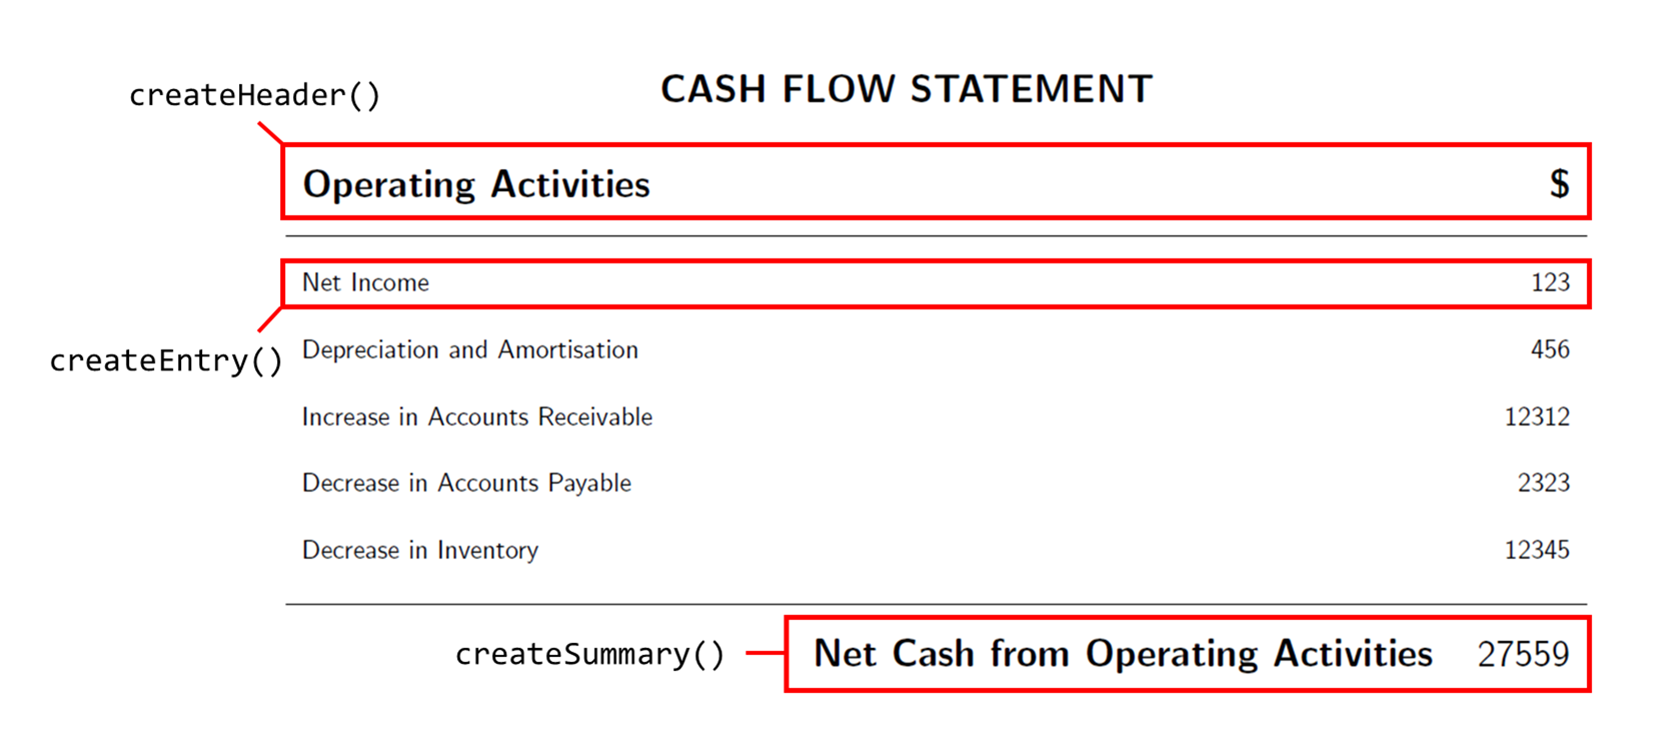 createHeader()
CASH FLOW STATEMENT
Operating Activities $
Net Income 123
createEntry()
Depreciation and Amortisation 456
Increase in Accounts Receivable 12312
Decrease in Accounts Payable 2323
Decrease in Inventory 12345
createSummary()
Net Cash from Operating Activities 27559